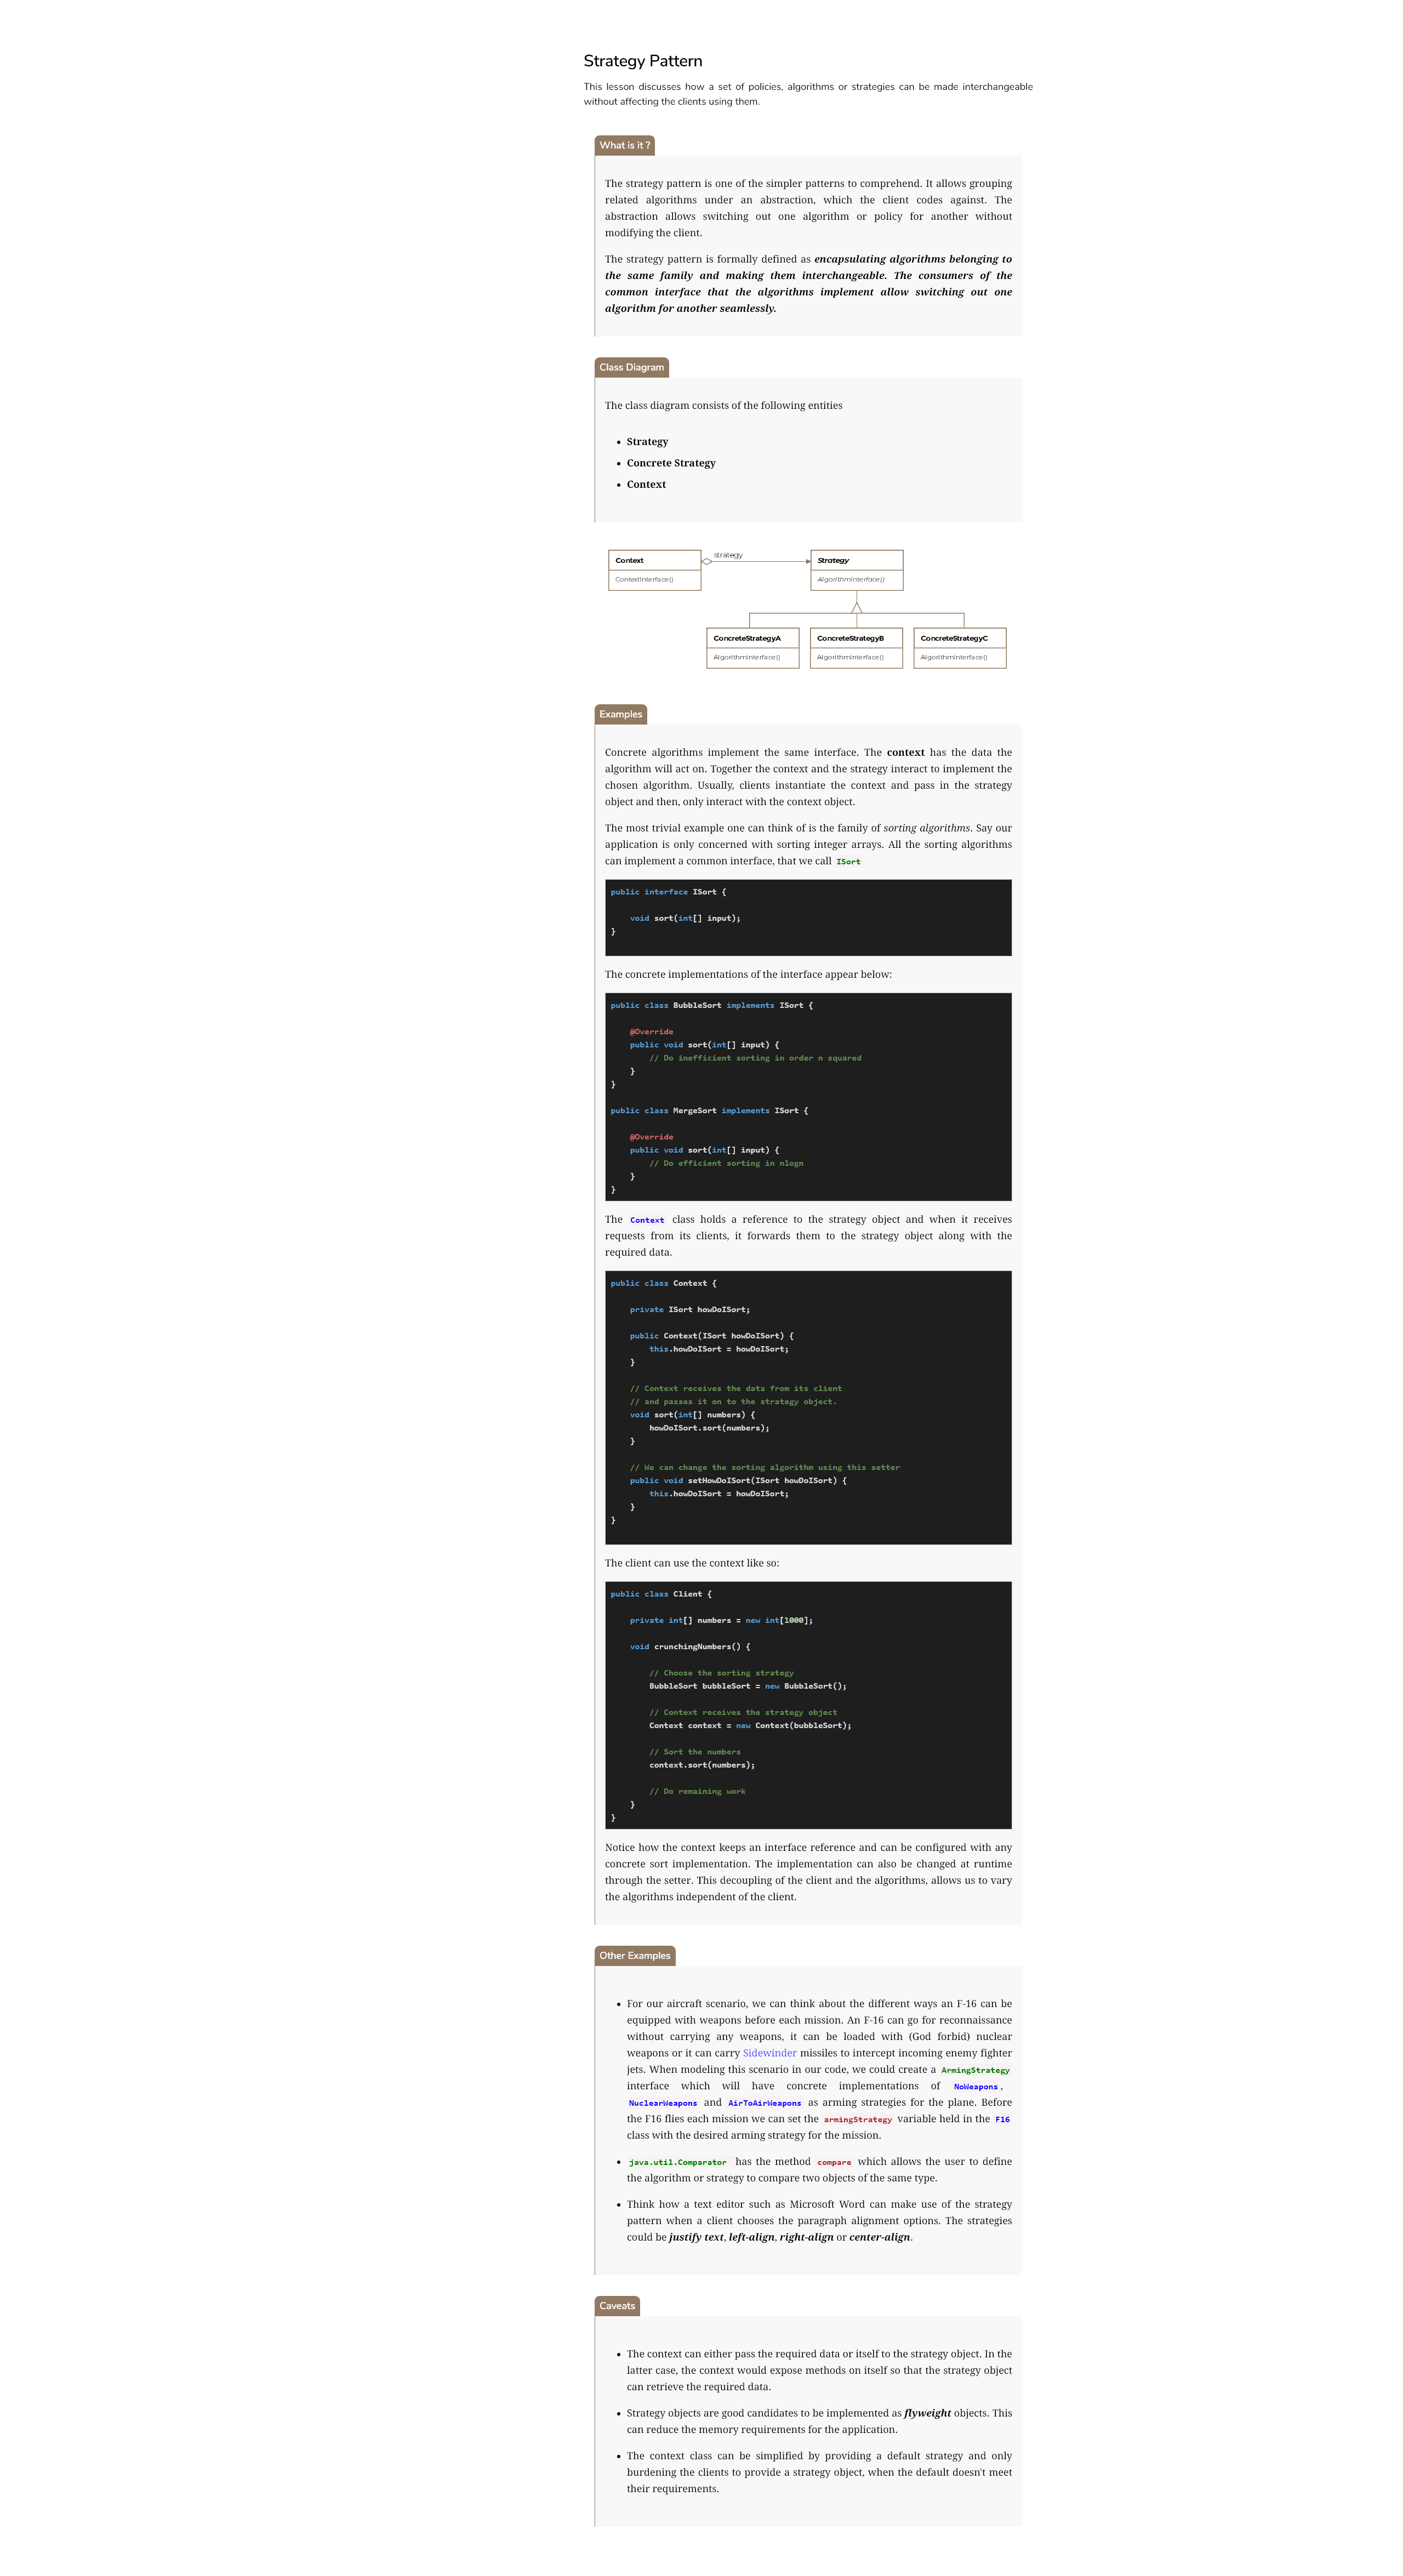 Strategy Pattern
This lesson discusses how a set of policies, algorithms or strategies can be made interchangeable
without affecting the clients using them.
What is it ?
The strategy pattern is one of the simpler patterns to comprehend. It allows grouping
related algorithms under an abstraction, which the client codes against. The
abstraction allows switching out one algorithm or policy for another without
modifying the client.
The strategy pattern is formally defined as encapsulating algorithms belonging to
the same family and making them interchangeable. The consumers of the
common interface that the algorithms implement allow switching out one
algorithm for another seamlessly.
Class Diagram
The class diagram consists of the following entities
• Strategy
• Concrete Strategy
• Context
strategy
Context
Strategy
ContextInterface()
AlgorithmInterface()
ConcreteStrategyA
ConcreteStrategyB
ConcreteStrategyC
AlgorithmInterface()
AlgorithmInterface()
AlgorithmInterface()
Examples
Concrete algorithms implement the same interface. The context has the data the
algorithm will act on. Together the context and the strategy interact to implement the
chosen algorithm. Usually, clients instantiate the context and pass in the strategy
object and then, only interact with the context object.
The most trivial example one can think of is the family of sorting algorithms. Say our
application is only concerned with sorting integer arrays. All the sorting algorithms
can implement a common interface, that we call ISort
public interface ISort {
void sort(int[] input);
}
The concrete implementations of the interface appear below:
public class BubbleSort implements ISort {
@Override
public void sort(int[] input) {
// Do inefficient sorting in order n squared
}
}
public class MergeSort implements ISort {
@Override
public void sort(int[] input) {
// Do efficient sorting in nlogn
}
}
The Context class holds a reference to the strategy object and when it receives
requests from its clients, it forwards them to the strategy object along with the
required data.
public class Context {
private ISort howDoISort;
public Context(ISort howDoISort) {
this.howDoISort = howDoISort;
}
// Context receives the data from its client
// and passes it on to the strategy object.
void sort(int[] numbers) {
howDoISort.sort(numbers);
}
// We can change the sorting algorithm using this setter
public void setHowDoISort(ISort howDoISort) {
this.howDoISort = howDoISort;
}
}
The client can use the context like so:
public class Client {
private int[] numbers = new int[1000];
void crunchingNumbers() {
// Choose the sorting strategy
BubbleSort bubbleSort = new BubbleSort();
// Context receives the strategy object
Context context = new Context(bubbleSort);
// Sort the numbers
context.sort(numbers);
// Do remaining work
}
}
Notice how the context keeps an interface reference and can be configured with any
concrete sort implementation. The implementation can also be changed at runtime
through the setter. This decoupling of the client and the algorithms, allows us to vary
the algorithms independent of the client.
Other Examples
• For our aircraft scenario, we can think about the different ways an F-16 can be
equipped with weapons before each mission. An F-16 can go for reconnaissance
without carrying any weapons, it can be loaded with (God forbid) nuclear
weapons or it can carry Sidewinder missiles to intercept incoming enemy fighter
jets. When modeling this scenario in our code, we could create a ArmingStrategy
interface which will have concrete implementations of NoWeapons,
NuclearWeapons and AirToAirWeapons as arming strategies for the plane. Before
the F16 flies each mission we can set the armingStrategy variable held in the F16
class with the desired arming strategy for the mission.
• java.util.Comparator has the method compare which allows the user to define
the algorithm or strategy to compare two objects of the same type.
• Think how a text editor such as Microsoft Word can make use of the strategy
pattern when a client chooses the paragraph alignment options. The strategies
could be justify text, left-align, right-align or center-align.
Caveats
• The context can either pass the required data or itself to the strategy object. In the
latter case, the context would expose methods on itself so that the strategy object
can retrieve the required data.
• Strategy objects are good candidates to be implemented as flyweight objects. This
can reduce the memory requirements for the application.
• The context class can be simplified by providing a default strategy and only
burdening the clients to provide a strategy object, when the default doesn't meet
their requirements.